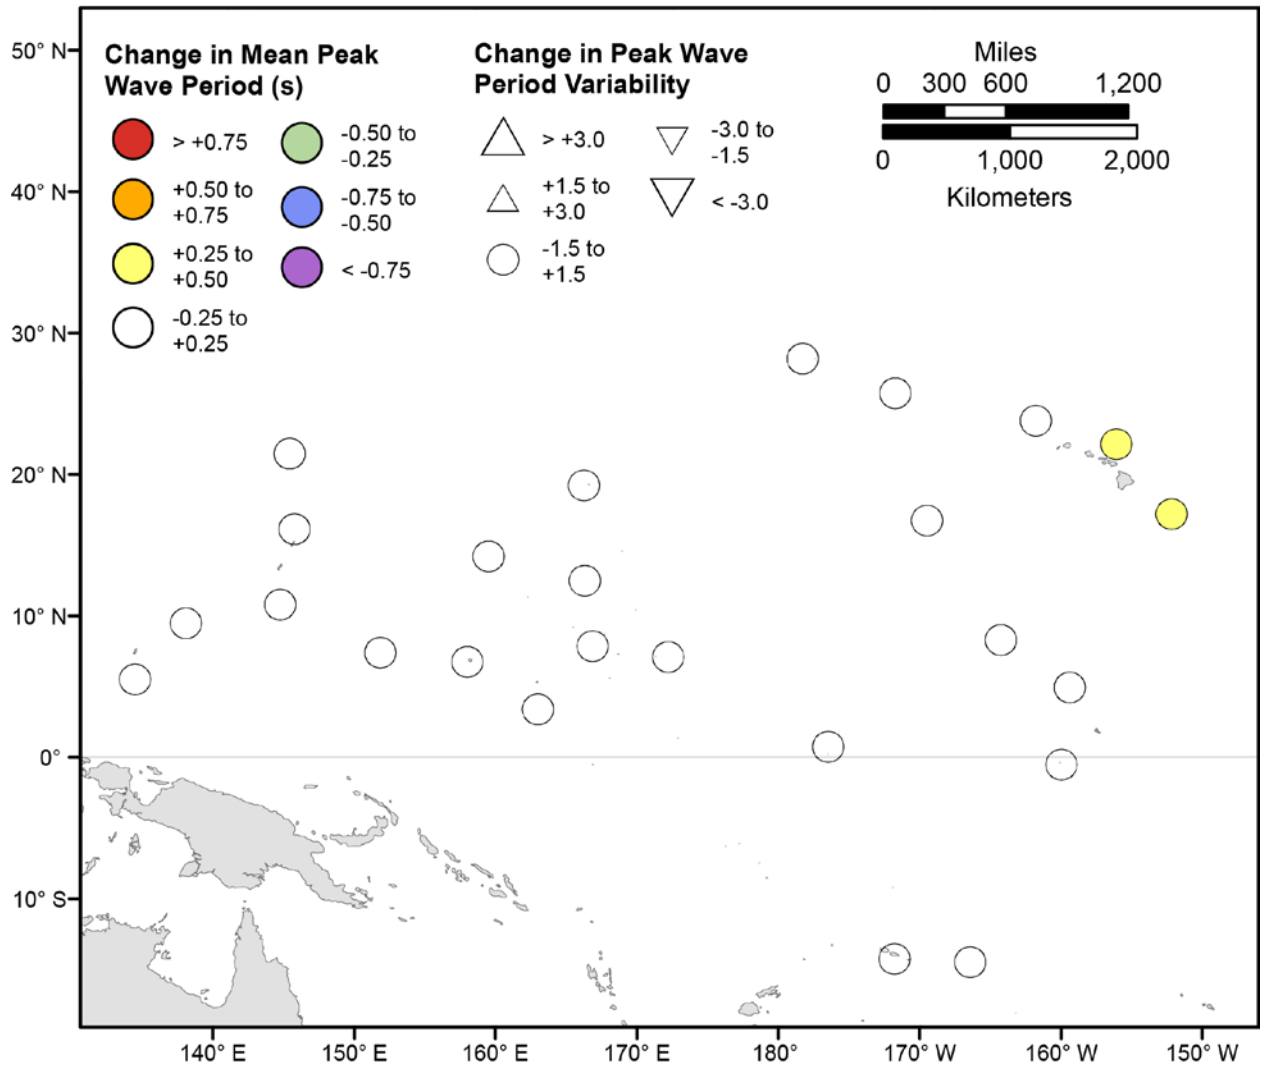 Change in Mean Peak
Wave Period (s)
> +0.75
+0.50 to
+0.75
+0.25 to
+0.50
-0.25 to
+0.25
-0.50 to
-0.25
-0.75 to
-0.50
< -0.75
Change in Peak Wave
Period Variability
> +3.0
+1.5 to
+3.0
-1.5 to
+1.5
-3.0 to
-1.5
< -3.0
Miles
0 300 600 1,200
0 1,000 2,000
Kilometers
50° N
40° N
30° N
20° N
10° N
0°
10° S
140° E 150° E 160° E 170° E 180° 170° W 160° W 150° W